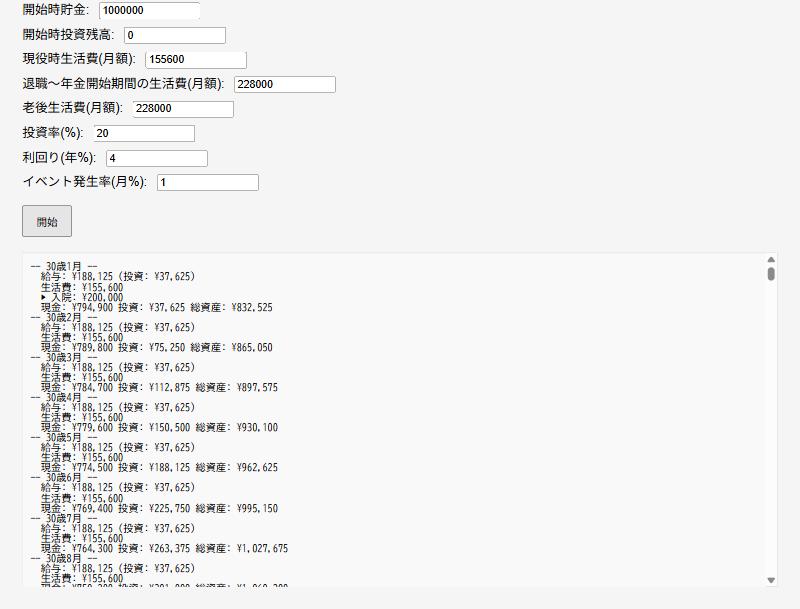 開始時貯金: 1000000
開始時投資残高: 0
現役時生活費(月額): 155600
退職～年金開始期間の生活費(月額): 228000
老後生活費(月額): 228000
投資率(%): 20
利回り(年%): 4
イベント発生率(月%): 1
開始
-- 30歳1月 --
給与: ¥188,125 (投資: ¥37,625)
生活費: ¥155,600
▶ 入院: ¥200,000
現金: ¥794,900 投資: ¥37,625 総資産: ¥832,525
-- 30歳2月 --
給与: ¥188,125 (投資: ¥37,625)
生活費: ¥155,600
現金: ¥789,800 投資: ¥75,250 総資産: ¥865,050
-- 30歳3月 --
給与: ¥188,125 (投資: ¥37,625)
生活費: ¥155,600
現金: ¥784,700 投資: ¥112,875 総資産: ¥897,575
-- 30歳4月 --
給与: ¥188,125 (投資: ¥37,625)
生活費: ¥155,600
現金: ¥779,600 投資: ¥150,500 総資産: ¥930,100
-- 30歳5月 --
給与: ¥188,125 (投資: ¥37,625)
生活費: ¥155,600
現金: ¥774,500 投資: ¥188,125 総資産: ¥962,625
-- 30歳6月 --
給与: ¥188,125 (投資: ¥37,625)
生活費: ¥155,600
現金: ¥769,400 投資: ¥225,750 総資産: ¥995,150
-- 30歳7月 --
給与: ¥188,125 (投資: ¥37,625)
生活費: ¥155,600
現金: ¥764,300 投資: ¥263,375 総資産: ¥1,027,675
-- 30歳8月 --
給与: ¥188,125 (投資: ¥37,625)
生活費: ¥155,600